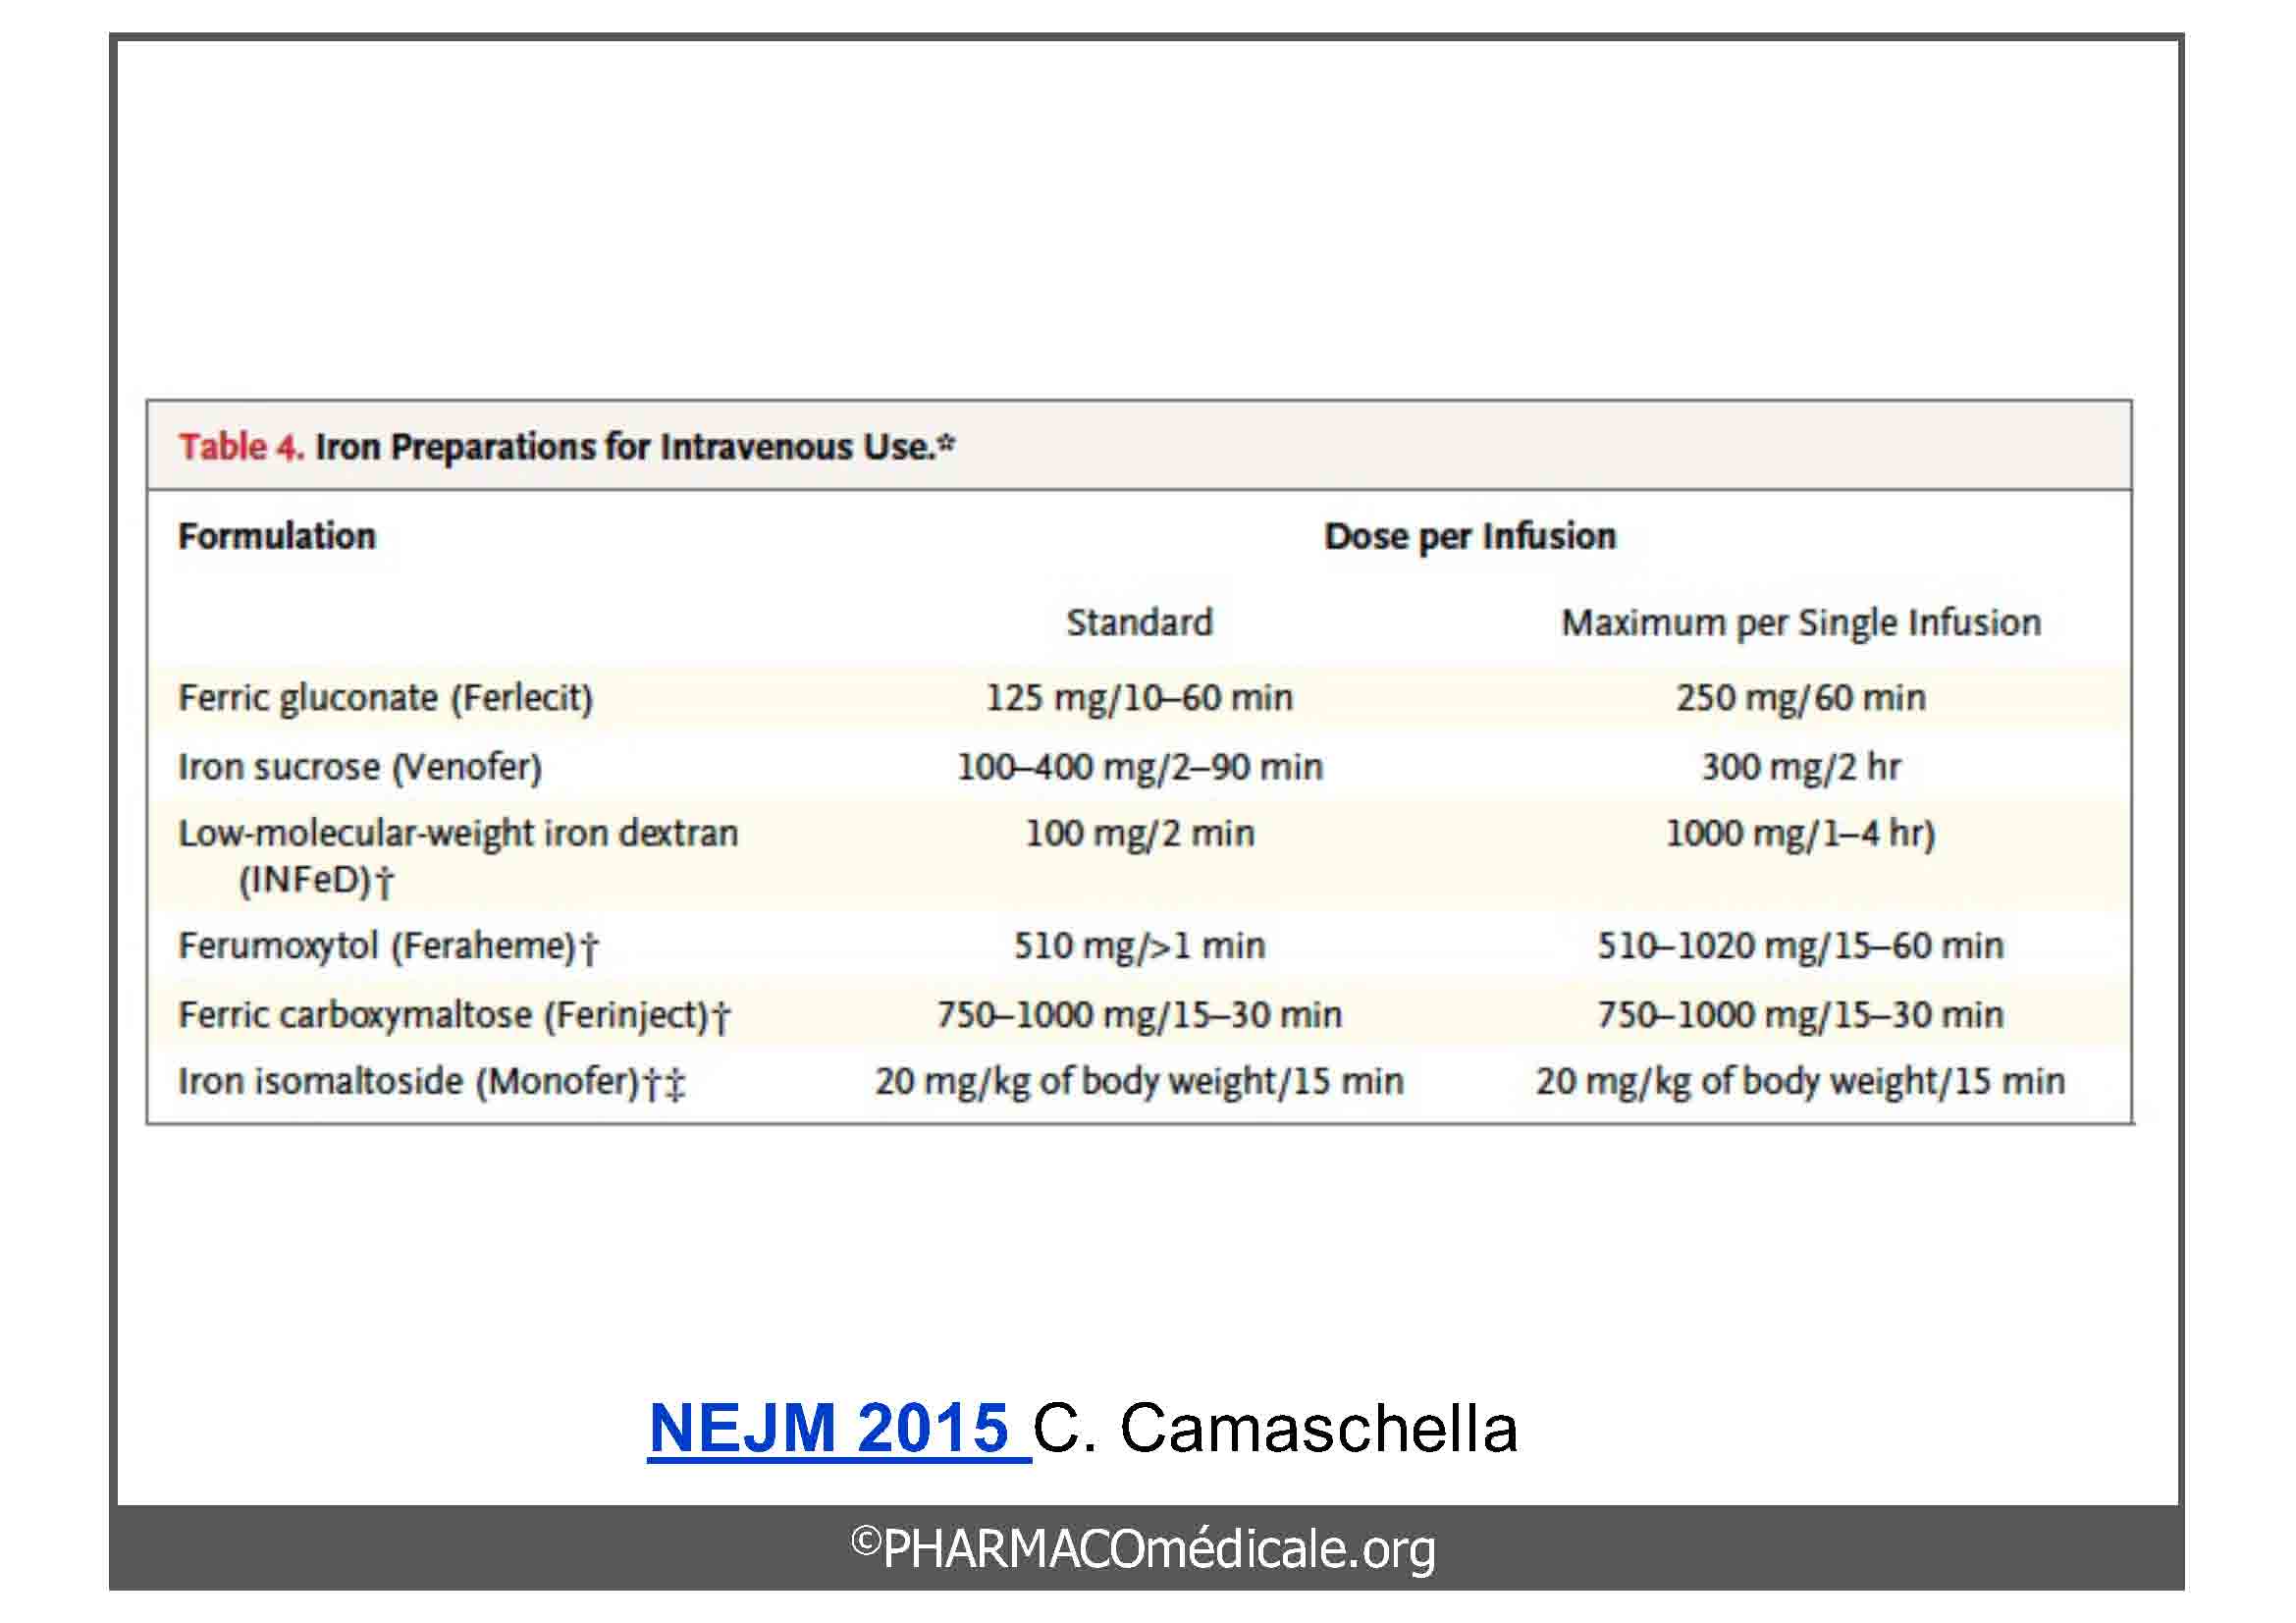 Table 4. Iron Preparations for Intravenous Use.*
Formulation Dose per Infusion
Standard Maximum per Single Infusion
Ferric gluconate (Ferlecit) 125 mg/10–60 min 250 mg/60 min
Iron sucrose (Venofer) 100–400 mg/2–90 min 300 mg/2 hr
Low-molecular-weight iron dextran 100 mg/2 min 1000 mg/1–4 hr)
(INFeD)†
Ferumoxytol (Feraheme)† 510 mg/>1 min 510–1020 mg/15–60 min
Ferric carboxymaltose (Ferinject)† 750–1000 mg/15–30 min 750–1000 mg/15–30 min
Iron isomaltoside (Monofer)†‡ 20 mg/kg of body weight/15 min 20 mg/kg of body weight/15 min
NEJM 2015 C. Camaschella
©PHARMACOmédicale.org